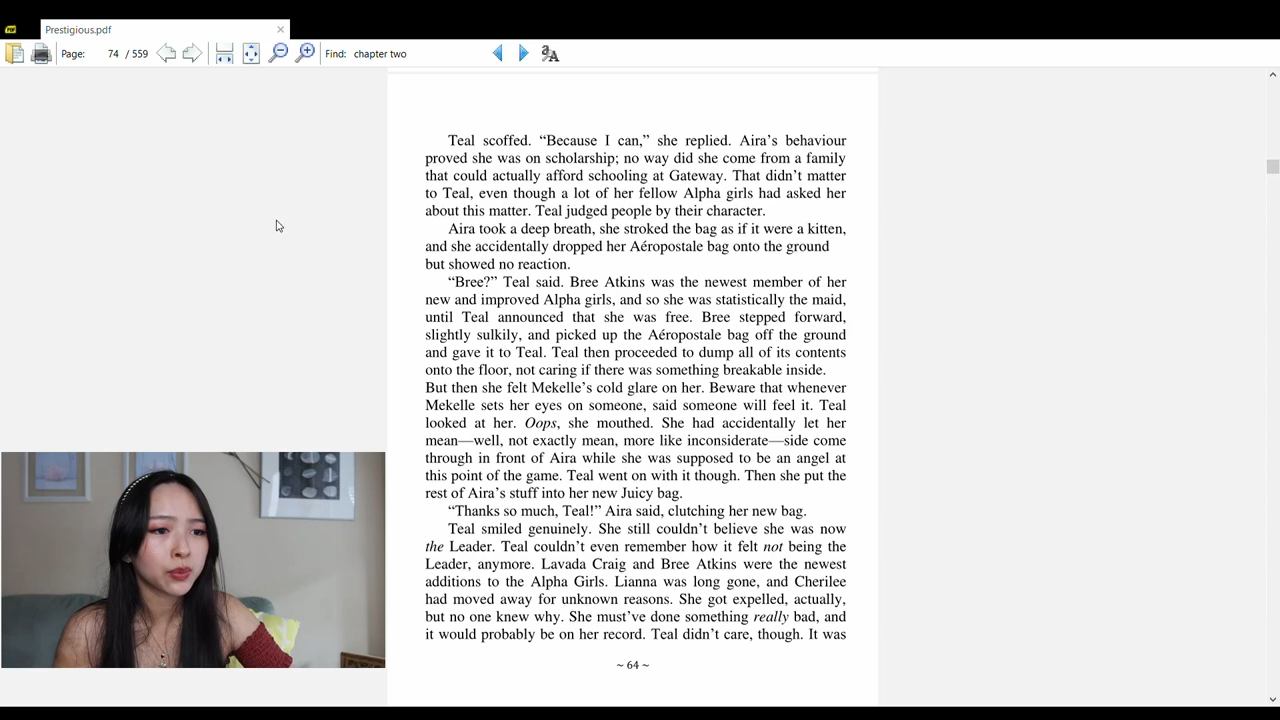 PDF
Prestigious.pdf
Page: 74 / 559 Find: chapter two
Teal scoffed. “Because I can,” she replied. Aira’s behaviour
proved she was on scholarship; no way did she come from a family
that could actually afford schooling at Gateway. That didn’t matter
to Teal, even though a lot of her fellow Alpha girls had asked her
about this matter. Teal judged people by their character.
Aira took a deep breath, she stroked the bag as if it were a kitten,
and she accidentally dropped her Aéropostale bag onto the ground
but showed no reaction.
“Bree?” Teal said. Bree Atkins was the newest member of her
new and improved Alpha girls, and so she was statistically the maid,
until Teal announced that she was free. Bree stepped forward,
slightly sulkily, and picked up the Aéropostale bag off the ground
and gave it to Teal. Teal then proceeded to dump all of its contents
onto the floor, not caring if there was something breakable inside.
But then she felt Mekelle’s cold glare on her. Beware that whenever
Mekelle sets her eyes on someone, said someone will feel it. Teal
looked at her. Oops, she mouthed. She had accidentally let her
mean—well, not exactly mean, more like inconsiderate—side come
through in front of Aira while she was supposed to be an angel at
this point of the game. Teal went on with it though. Then she put the
rest of Aira’s stuff into her new Juicy bag.
“Thanks so much, Teal!” Aira said, clutching her new bag.
Teal smiled genuinely. She still couldn’t believe she was now
the Leader. Teal couldn’t even remember how it felt not being the
Leader, anymore. Lavada Craig and Bree Atkins were the newest
additions to the Alpha Girls. Lianna was long gone, and Cherilee
had moved away for unknown reasons. She got expelled, actually,
but no one knew why. She must’ve done something really bad, and
it would probably be on her record. Teal didn’t care, though. It was
~ 64 ~